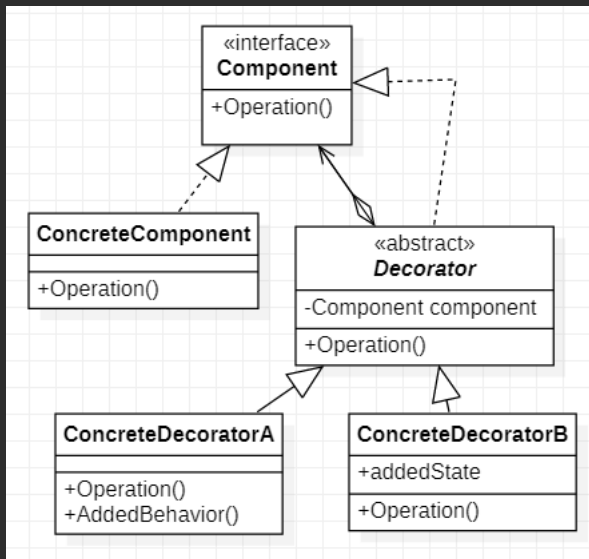 «interface»
Component
+Operation()
ConcreteComponent
+Operation()
«abstract»
Decorator
-Component component
+Operation()
ConcreteDecoratorA
+Operation()
+AddedBehavior()
ConcreteDecoratorB
+addedState
+Operation()